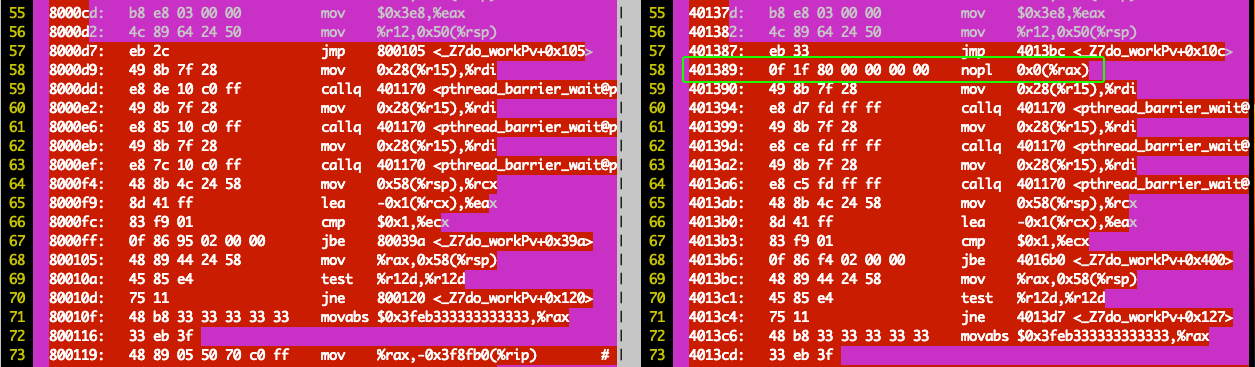 55 8000cd: b8 e8 03 00 00 mov $0x3e8,%eax
56 8000d2: 4c 89 64 24 50 mov %r12,0x50(%rsp)
57 8000d7: eb 2c jmp 800105 <_Z7do_workPv+0x105>
58 8000d9: 49 8b 7f 28 mov 0x28(%r15),%rdi
59 8000dd: e8 8e 10 c0 ff callq 401170 <pthread_barrier_wait@p
60 8000e2: 49 8b 7f 28 mov 0x28(%r15),%rdi
61 8000e6: e8 85 10 c0 ff callq 401170 <pthread_barrier_wait@p
62 8000eb: 49 8b 7f 28 mov 0x28(%r15),%rdi
63 8000ef: e8 7c 10 c0 ff callq 401170 <pthread_barrier_wait@p
64 8000f4: 48 8b 4c 24 58 mov 0x58(%rsp),%rcx
65 8000f9: 8d 41 ff lea -0x1(%rcx),%eax
66 8000fc: 83 f9 01 cmp $0x1,%ecx
67 8000ff: 0f 86 95 02 00 00 jbe 80039a <_Z7do_workPv+0x39a>
68 800105: 48 89 44 24 58 mov %rax,0x58(%rsp)
69 80010a: 45 85 e4 test %r12d,%r12d
70 80010d: 75 11 jne 800120 <_Z7do_workPv+0x120>
71 80010f: 48 b8 33 33 33 33 33 movabs $0x3feb333333333333,%rax
72 800116: 33 eb 3f
73 800119: 48 89 05 50 70 c0 ff mov %rax,-0x3f8fb0(%rip) #
55 40137d: b8 e8 03 00 00 mov $0x3e8,%eax
56 401382: 4c 89 64 24 50 mov %r12,0x50(%rsp)
57 401387: eb 33 jmp 4013bc <_Z7do_workPv+0x10c>
58 401389: 0f 1f 80 00 00 00 00 nopl 0x0(%rax)
59 401390: 49 8b 7f 28 mov 0x28(%r15),%rdi
60 401394: e8 d7 fd ff ff callq 401170 <pthread_barrier_wait@
61 401399: 49 8b 7f 28 mov 0x28(%r15),%rdi
62 40139d: e8 ce fd ff ff callq 401170 <pthread_barrier_wait@
63 4013a2: 49 8b 7f 28 mov 0x28(%r15),%rdi
64 4013a6: e8 c5 fd ff ff callq 401170 <pthread_barrier_wait@
65 4013ab: 48 8b 4c 24 58 mov 0x58(%rsp),%rcx
66 4013b0: 8d 41 ff lea -0x1(%rcx),%eax
67 4013b3: 83 f9 01 cmp $0x1,%ecx
68 4013b6: 0f 86 f4 02 00 00 jbe 4016b0 <_Z7do_workPv+0x400>
69 4013bc: 48 89 44 24 58 mov %rax,0x58(%rsp)
70 4013c1: 45 85 e4 test %r12d,%r12d
71 4013c4: 75 11 jne 4013d7 <_Z7do_workPv+0x127>
72 4013c6: 48 b8 33 33 33 33 33 movabs $0x3feb333333333333,%rax
73 4013cd: 33 eb 3f